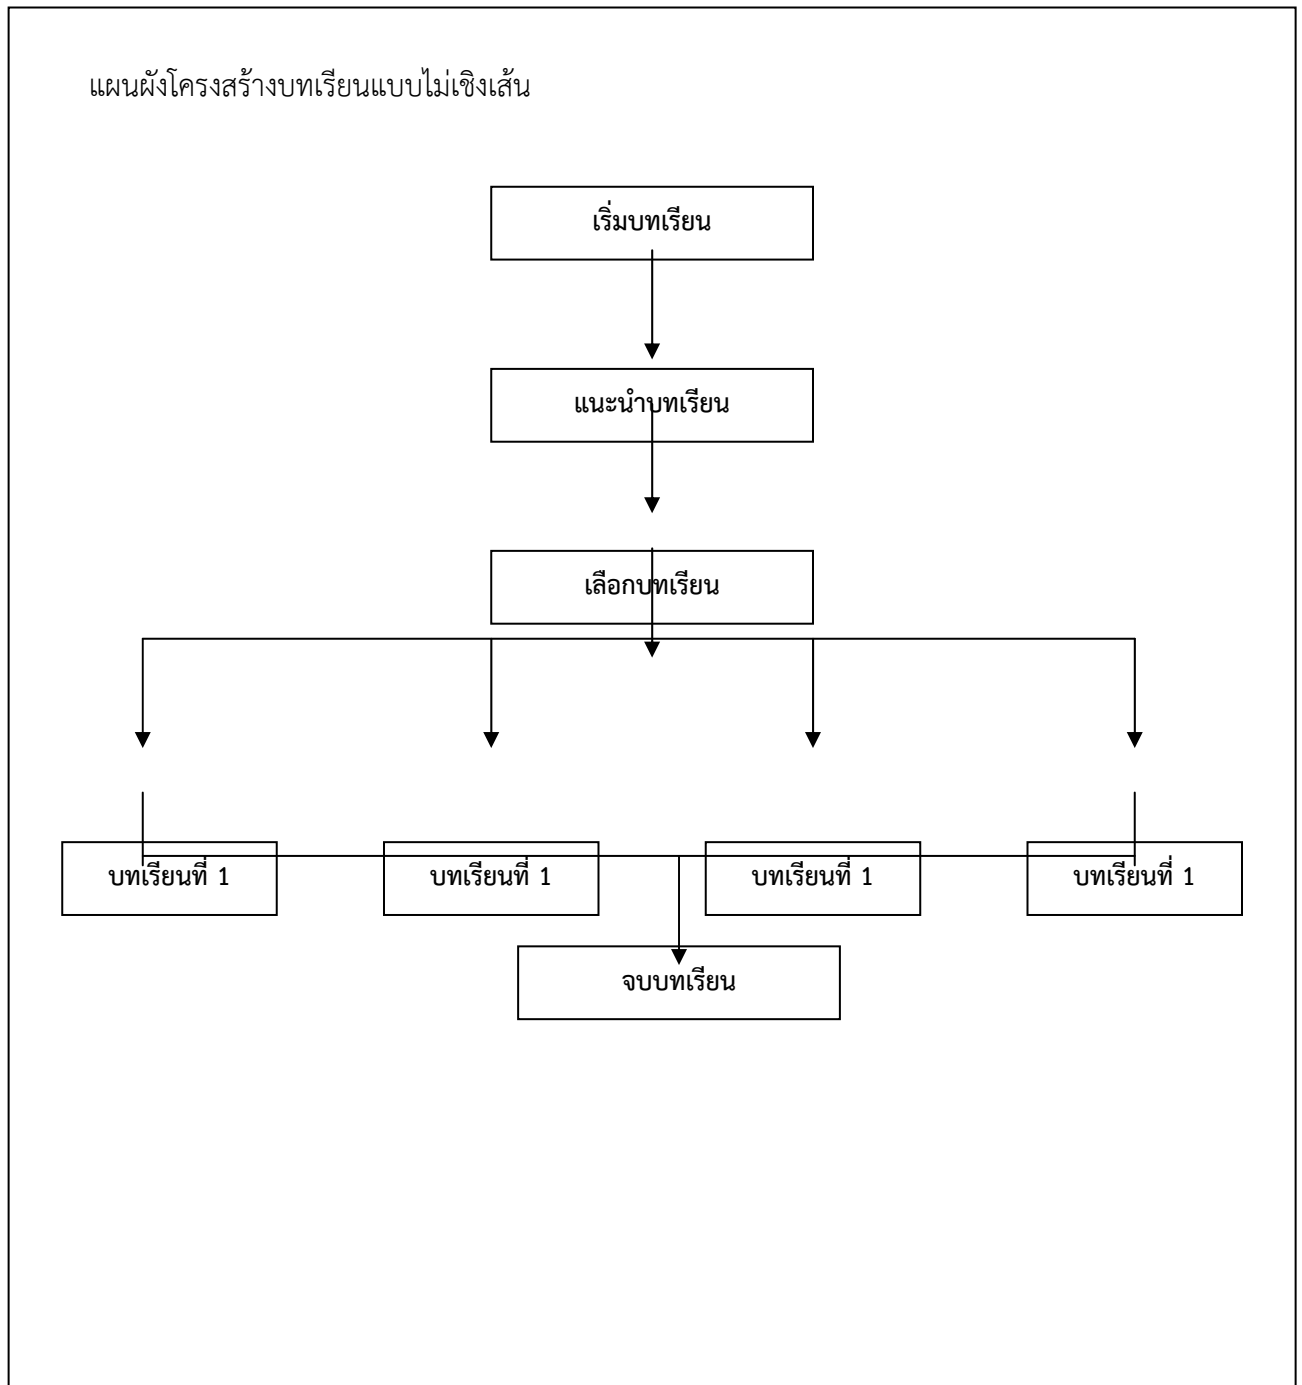 แผนผังโครงสร้างบทเรียนแบบไม่เชิงเส้น
เริ่มบทเรียน
แนะนำบทเรียน
เลือกบทเรียน
บทเรียนที่ 1
บทเรียนที่ 1
บทเรียนที่ 1
บทเรียนที่ 1
จบบทเรียน